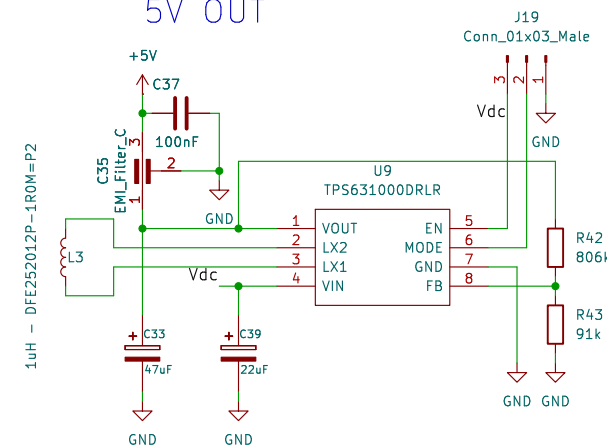 5V OUT
J19
Conn_01x03_Male
+5V
C37
100nF
3
2
1
Vdc
GND
C35
EMI_Filter_C
3
2
1
GND
U9
TPS631000DRLR
1 VOUT
2 LX2
3 LX1
4 VIN
EN 5
MODE 6
GND 7
FB 8
1uH - DFE252012P-1R0M=P2
L3
Vdc
R42
806k
R43
91k
+ C33
47uF
+ C39
22uF
GND
GND
GND
GND